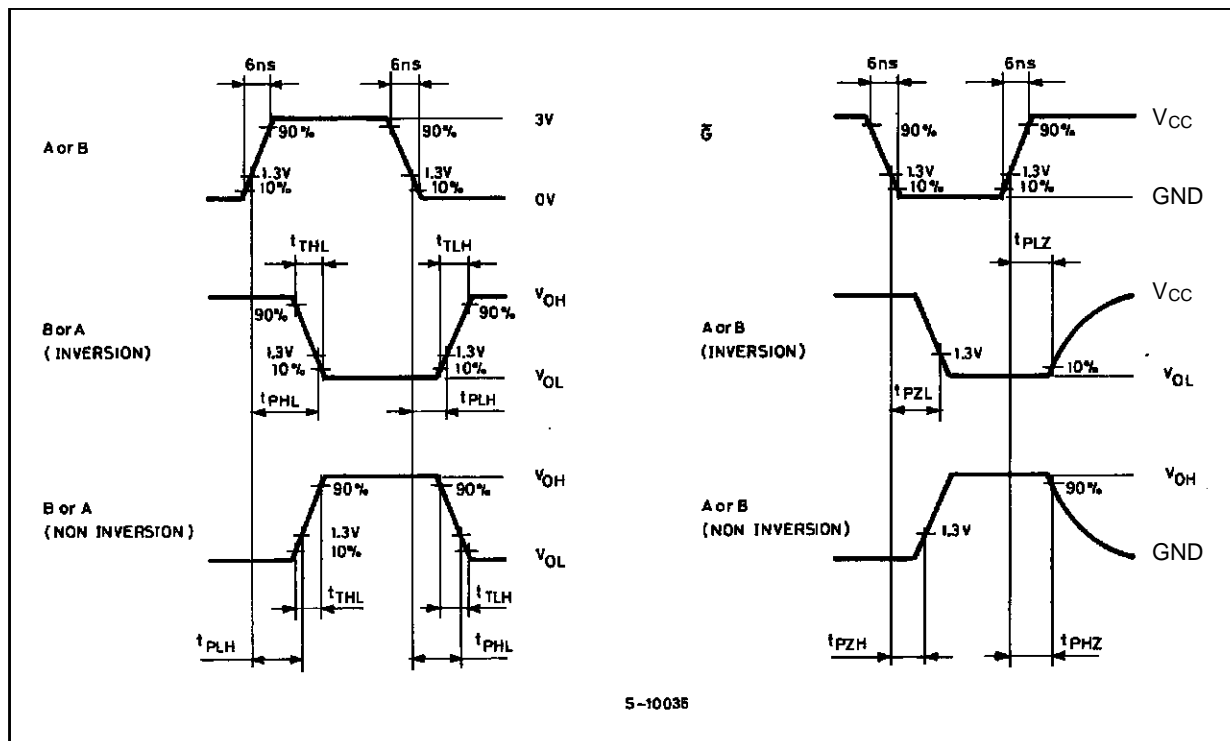 6ns 6ns
90% 90% 3V
A or B
1.3V 1.3V
10% 10%
0V
tTHL tTLH
VOH
90% 90%
B or A
(INVERSION)
1.3V 1.3V
10% 10%
VOL
tPHL tPLH
VOH
90% 90%
B or A
(NON INVERSION)
1.3V
10%
VOL
tTHL tTLH
tPLH tPHL
6ns 6ns
VCC
90% 90%
G̅
1.3V 1.3V
10% 10%
GND
tPLZ
VCC
A or B
(INVERSION)
1.3V
10%
VOL
tPZL
VOH
90%
A or B
(NON INVERSION)
1.3V
GND
tPZH tPHZ
S-10036